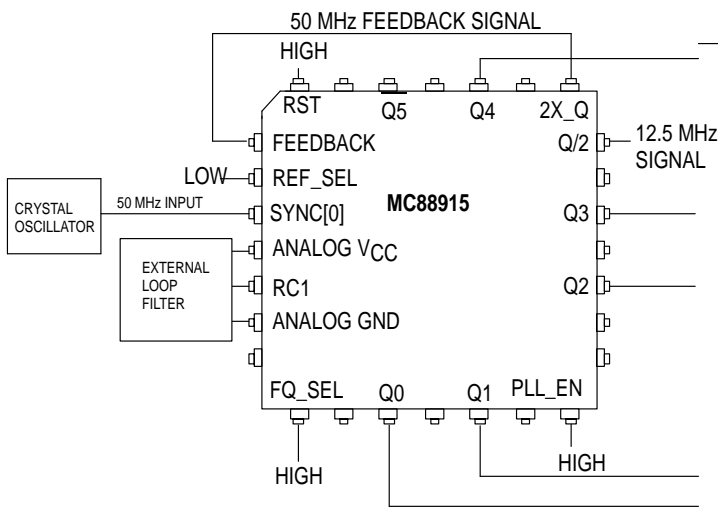 50 MHz FEEDBACK SIGNAL
HIGH
RST Q5 Q4 2X_Q
FEEDBACK Q/2 12.5 MHz
SIGNAL
LOW REF_SEL
CRYSTAL
OSCILLATOR
50 MHz INPUT
SYNC[0] MC88915 Q3
ANALOG VCC
EXTERNAL
LOOP
FILTER
RC1 Q2
ANALOG GND
FQ_SEL Q0 Q1 PLL_EN
HIGH HIGH